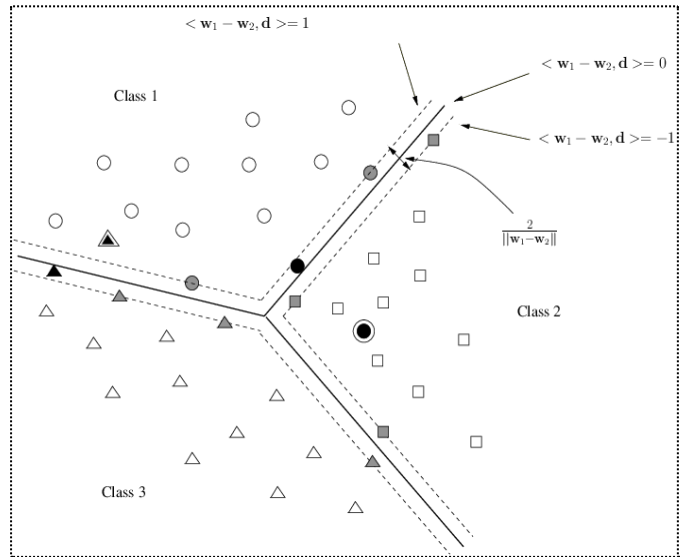 < w₁ − w₂, d >= 1
< w₁ − w₂, d >= 0
Class 1
< w₁ − w₂, d >= −1
2
||w₁−w₂||
Class 2
Class 3